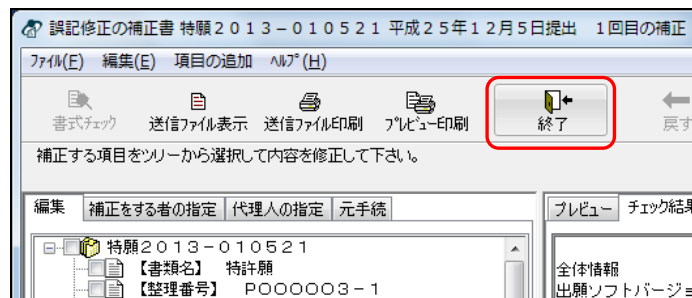 誤記修正の補正書 特願２０１３－０１０５２１ 平成２５年１２月５日提出　１回目の補正
ﾌｧｲﾙ(F)　編集(E)　項目の追加　ﾍﾙﾌﾟ(H)
書式ﾁｪｯｸ　送信ﾌｧｲﾙ表示　送信ﾌｧｲﾙ印刷　ﾌﾟﾚﾋﾞｭｰ印刷　終了　戻す
補正する項目をツリーから選択して内容を修正して下さい。
編集　補正をする者の指定　代理人の指定　元手続　プレビュー　チェック結果
特願２０１３－０１０５２１
【書類名】　特許願　全体情報
【整理番号】　Ｐ０００００３－１　出願ソフトバージョ